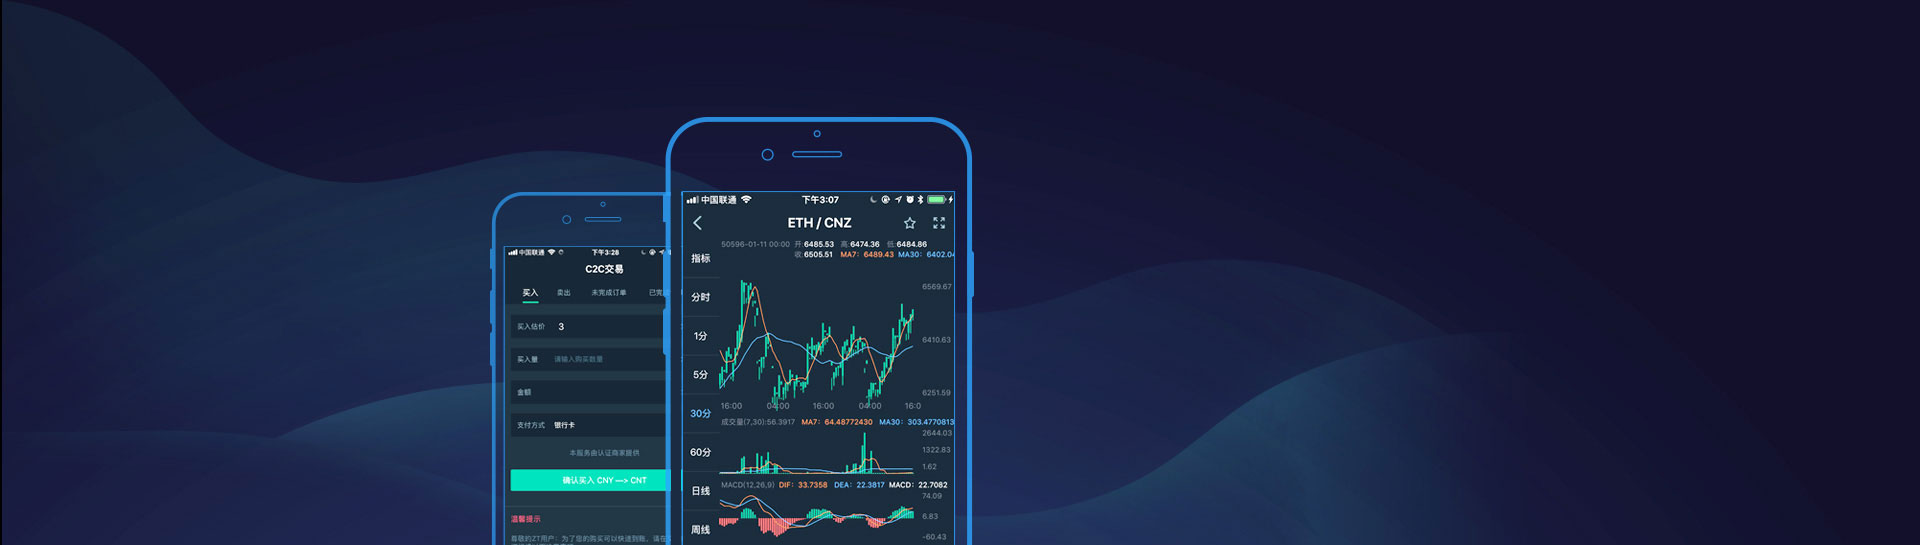 中国联通
下午3:28
C2C交易
买入
卖出
未完成订单
已完
买入估价
3
买入量
请输入购买数量
金额
支付方式
银行卡
本服务由认证商家提供
确认买入 CNY —> CNT
温馨提示
尊敬的ZT用户：为了您的购买可以快速到账，请在
中国联通
下午3:07
ETH / CNZ
50596-01-11 00:00 开:6485.53 高:6474.36 低:6484.86
收:6505.51 MA7: 6489.43 MA30: 6402.04
指标
分时
1分
5分
30分
60分
日线
周线
6569.67
6410.63
6251.59
16:00 04:00 16:00 04:00 16:0
成交量(7,30):56.3917 MA7: 64.48772430 MA30: 303.4770813
2644.03
1322.83
1.62
MACD(12,26,9) DIF: 33.7358 DEA: 22.3817 MACD: 22.7082
74.09
6.83
-60.43